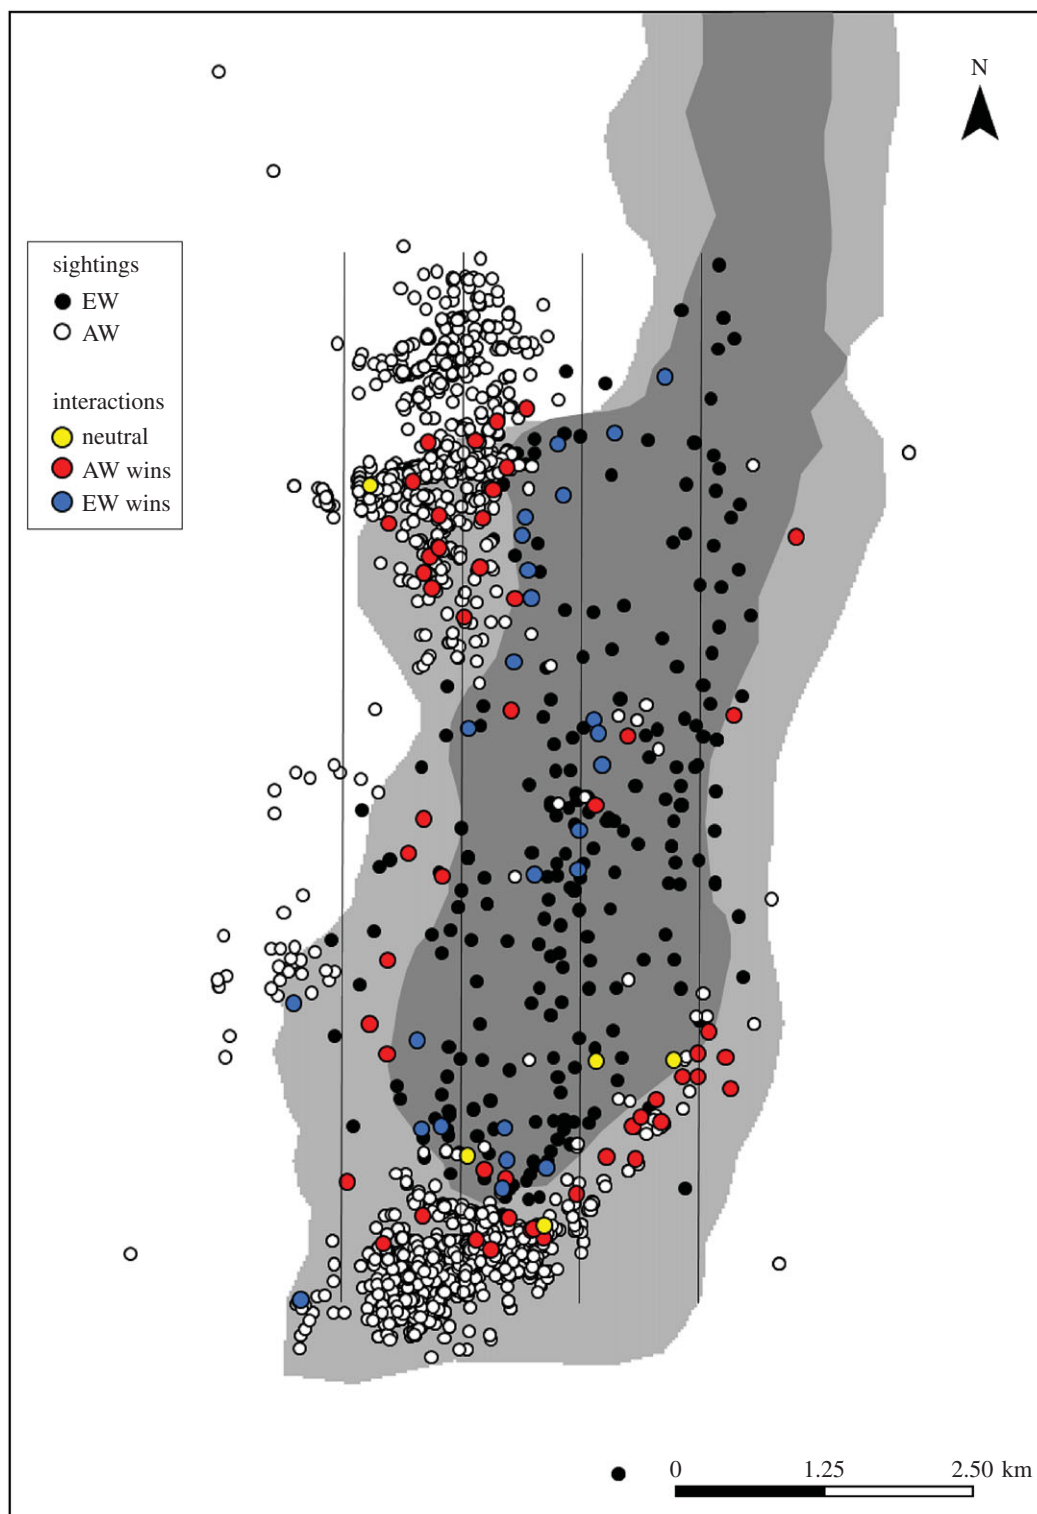 N
sightings
EW
AW
interactions
neutral
AW wins
EW wins
0 1.25 2.50 km